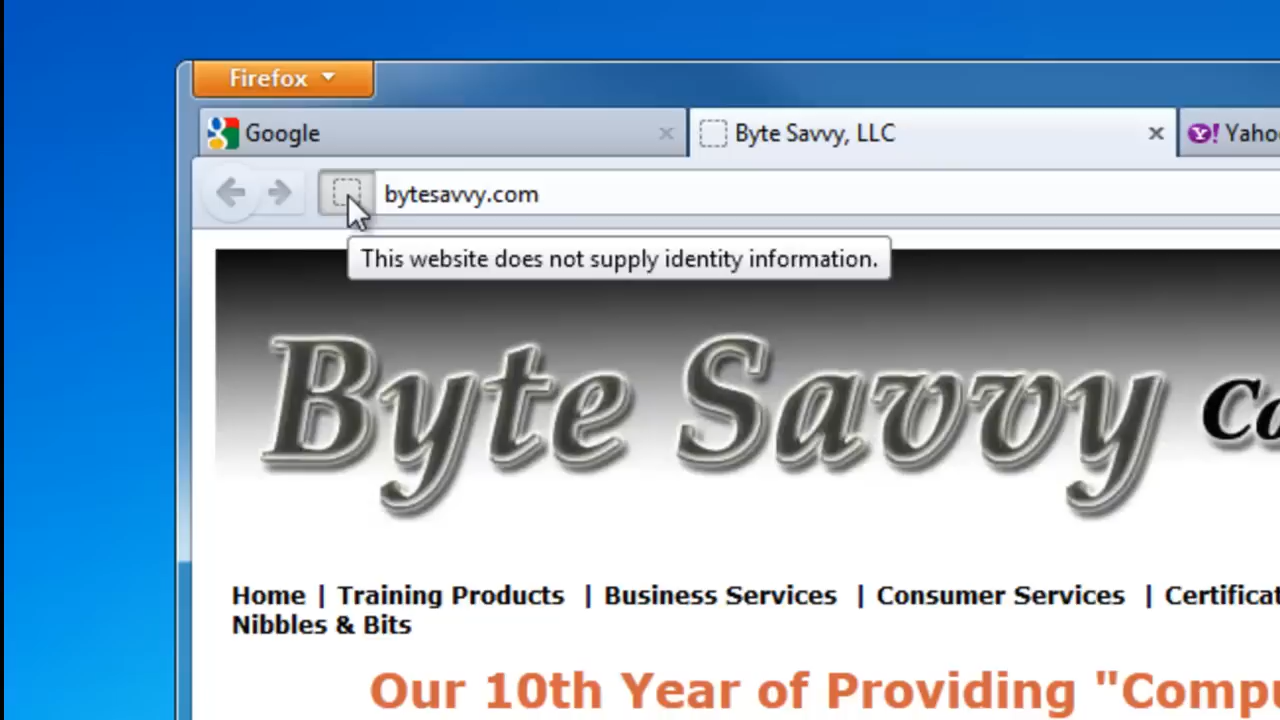 Firefox
Google
Byte Savvy, LLC
bytesavvy.com
This website does not supply identity information.
Byte Savvy
Home | Training Products | Business Services | Consumer Services |
Nibbles & Bits
Our 10th Year of Providing